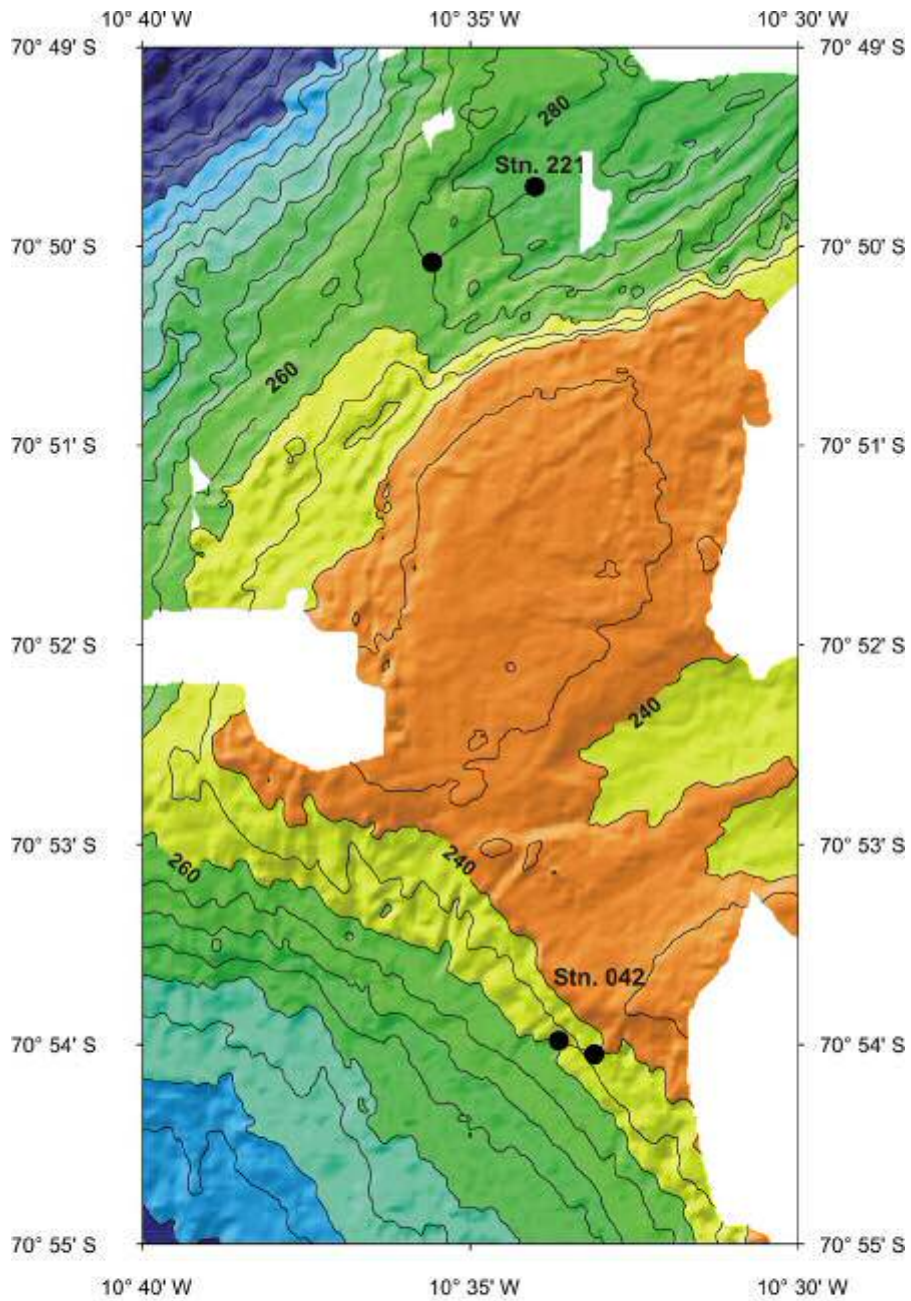 10° 40' W 10° 35' W 10° 30' W
70° 49' S 70° 49' S
280
Stn. 221
70° 50' S 70° 50' S
260
70° 51' S 70° 51' S
70° 52' S 70° 52' S
240
70° 53' S 70° 53' S
240
260
Stn. 042
70° 54' S 70° 54' S
70° 55' S 70° 55' S
10° 40' W 10° 35' W 10° 30' W